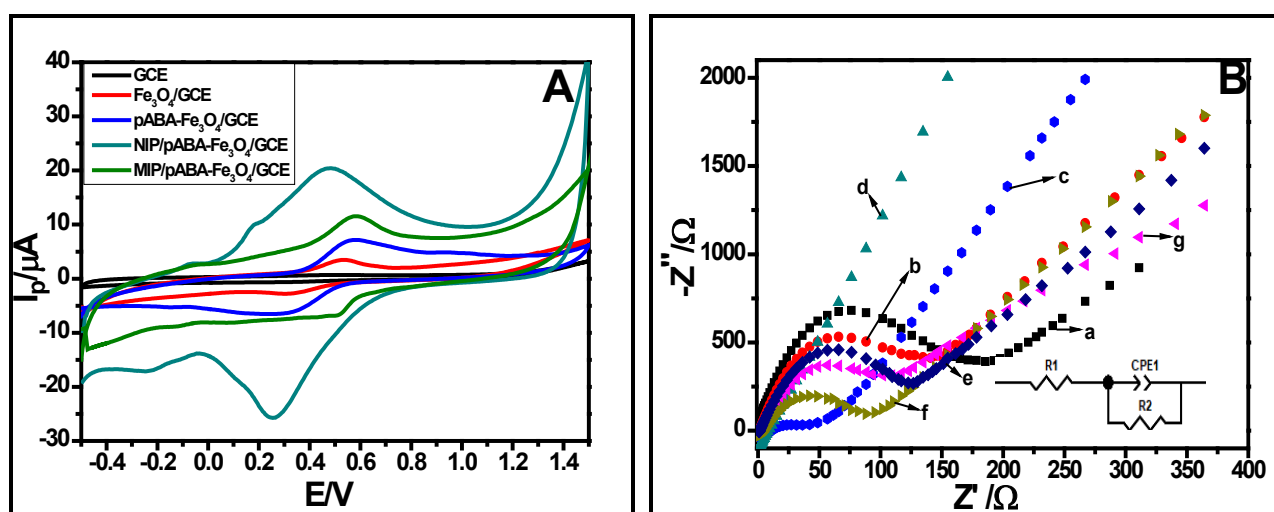 A
GCE
Fe₃O₄/GCE
pABA-Fe₃O₄/GCE
NIP/pABA-Fe₃O₄/GCE
MIP/pABA-Fe₃O₄/GCE
40
30
20
10
0
-10
-20
-30
Ip/μA
-0.4 -0.2 0.0 0.2 0.4 0.6 0.8 1.0 1.2 1.4
E/V
B
2000
1500
1000
500
0
-Z''/Ω
d
c
b
g
a
e
f
R1
CPE1
R2
0 50 100 150 200 250 300 350 400
Z' /Ω